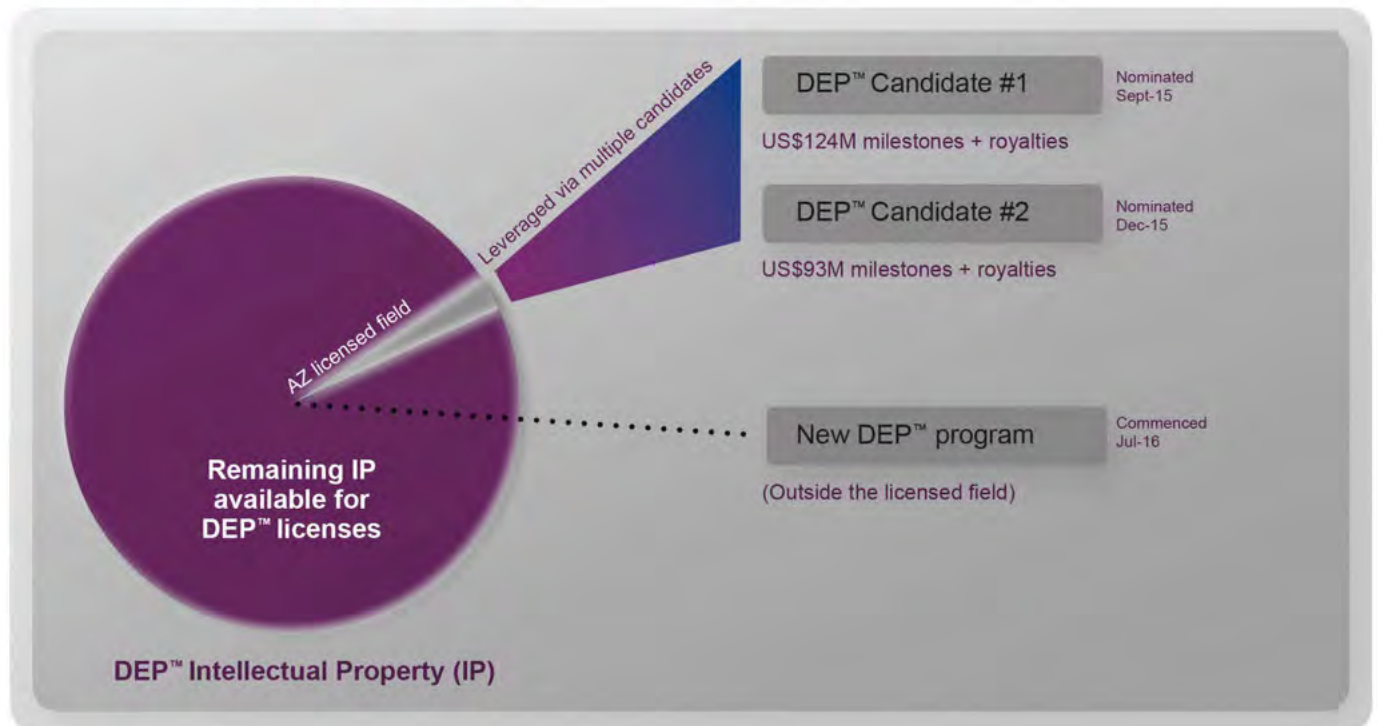 Leveraged via multiple candidates
AZ licensed field
DEP™ Candidate #1
Nominated
Sept-15
US$124M milestones + royalties
DEP™ Candidate #2
Nominated
Dec-15
US$93M milestones + royalties
New DEP™ program
Commenced
Jul-16
(Outside the licensed field)
Remaining IP
available for
DEP™ licenses
DEP™ Intellectual Property (IP)